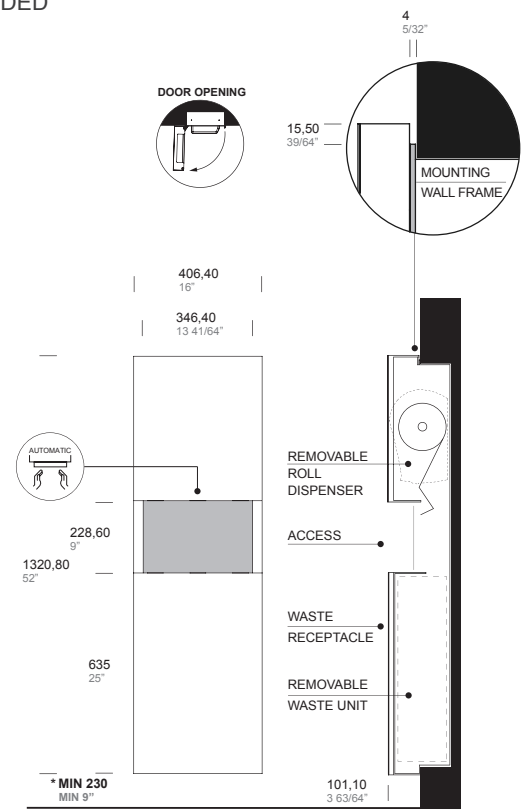 DED
4
5/32"
DOOR OPENING
15,50
39/64"
MOUNTING
WALL FRAME
406,40
16"
346,40
13 41/64"
AUTOMATIC
REMOVABLE
ROLL
DISPENSER
228,60
9"
ACCESS
1320,80
52"
WASTE
RECEPTACLE
635
25"
REMOVABLE
WASTE UNIT
* MIN 230
MIN 9"
101,10
3 63/64"